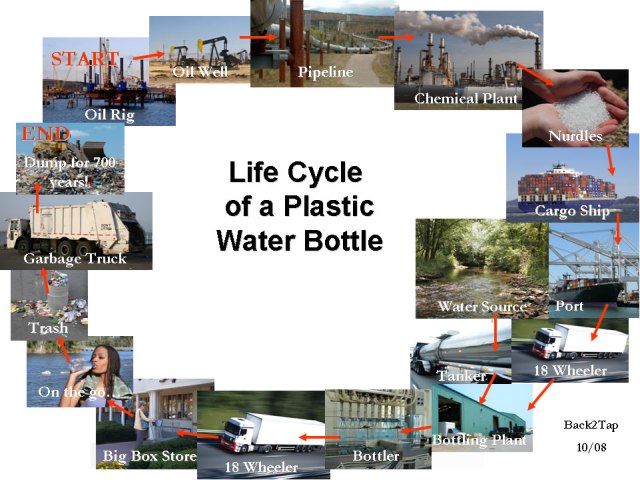 START
Oil Rig
Oil Well
Pipeline
Chemical Plant
Nurdles
Cargo Ship
Port
18 Wheeler
Water Source
Tanker
Bottling Plant
Bottler
18 Wheeler
Big Box Store
On the go...
Trash
Garbage Truck
END
Dump for 700
years!
Life Cycle
of a Plastic
Water Bottle
Back2Tap
10/08